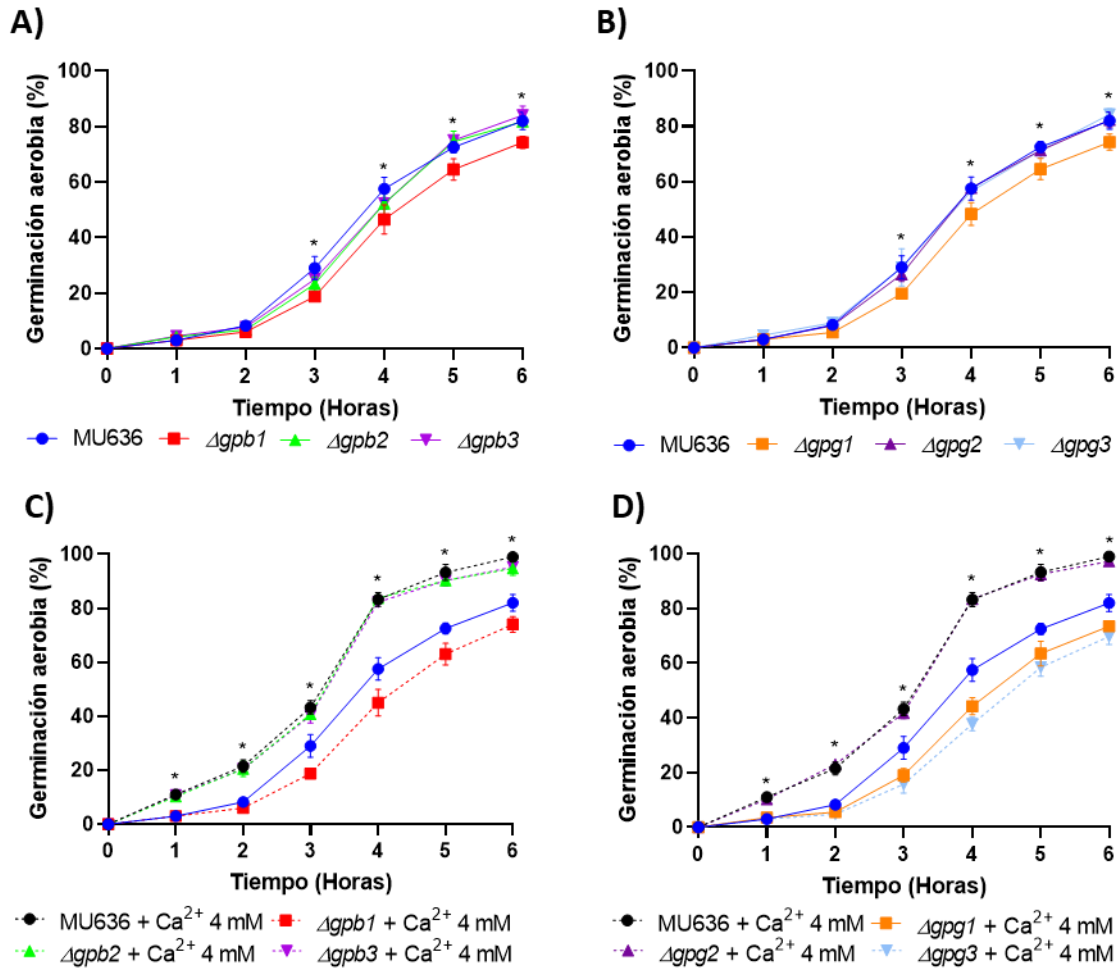 A)
Germinación aerobia (%)
100
80
60
40
20
0
* * * *
0 1 2 3 4 5 6
Tiempo (Horas)
MU636 Δgpb1 Δgpb2 Δgpb3
B)
Germinación aerobia (%)
100
80
60
40
20
0
* * * *
0 1 2 3 4 5 6
Tiempo (Horas)
MU636 Δgpg1 Δgpg2 Δgpg3
C)
Germinación aerobia (%)
100
80
60
40
20
0
* * * * * *
0 1 2 3 4 5 6
Tiempo (Horas)
MU636 + Ca²⁺ 4 mM Δgpb1 + Ca²⁺ 4 mM
Δgpb2 + Ca²⁺ 4 mM Δgpb3 + Ca²⁺ 4 mM
D)
Germinación aerobia (%)
100
80
60
40
20
0
* * * * * *
0 1 2 3 4 5 6
Tiempo (Horas)
MU636 + Ca²⁺ 4 mM Δgpg1 + Ca²⁺ 4 mM
Δgpg2 + Ca²⁺ 4 mM Δgpg3 + Ca²⁺ 4 mM